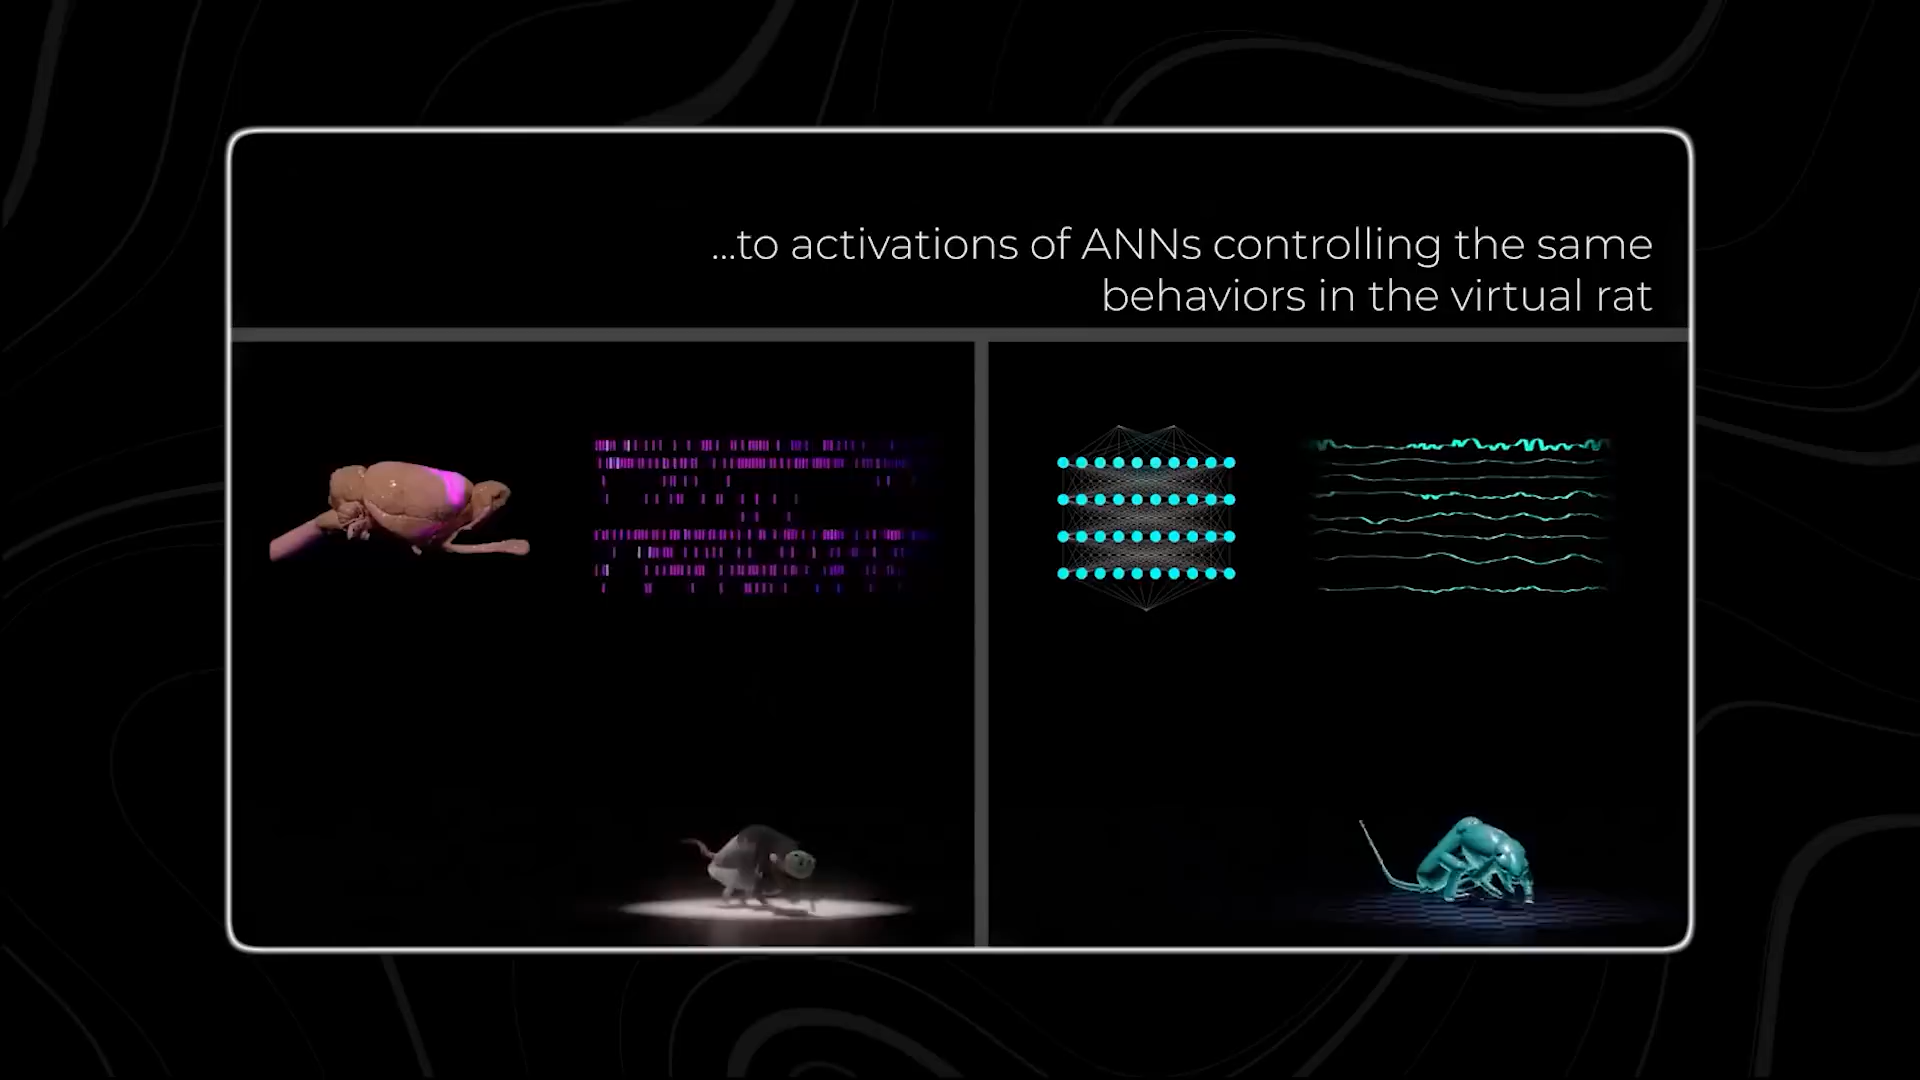 ...to activations of ANNs controlling the same
behaviors in the virtual rat